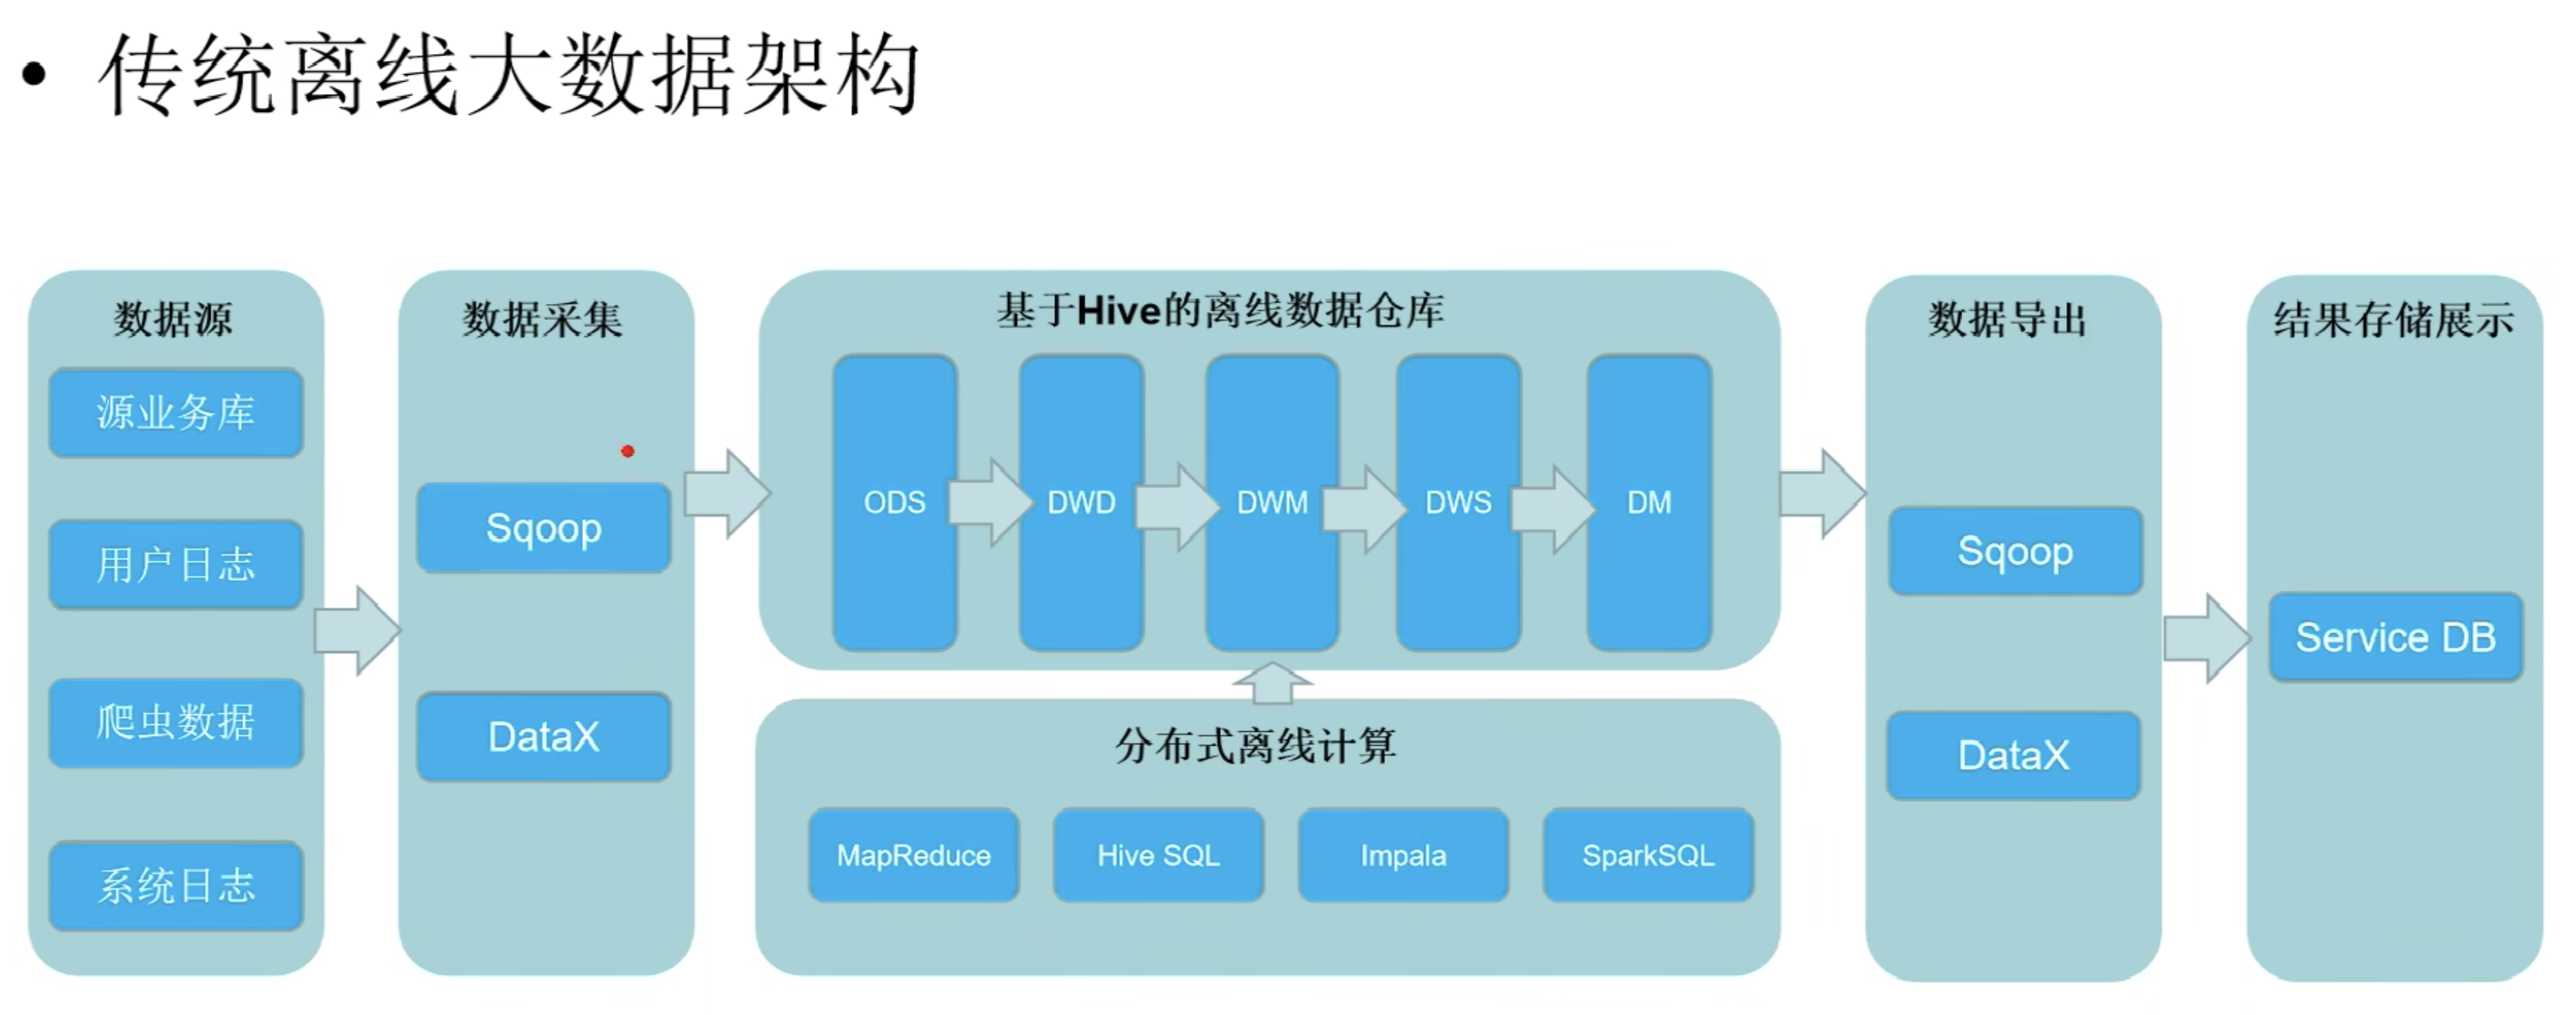 • 传统离线大数据架构
数据源
源业务库
用户日志
爬虫数据
系统日志
数据采集
Sqoop
DataX
基于Hive的离线数据仓库
ODS
DWD
DWM
DWS
DM
分布式离线计算
MapReduce
Hive SQL
Impala
SparkSQL
数据导出
Sqoop
DataX
结果存储展示
Service DB